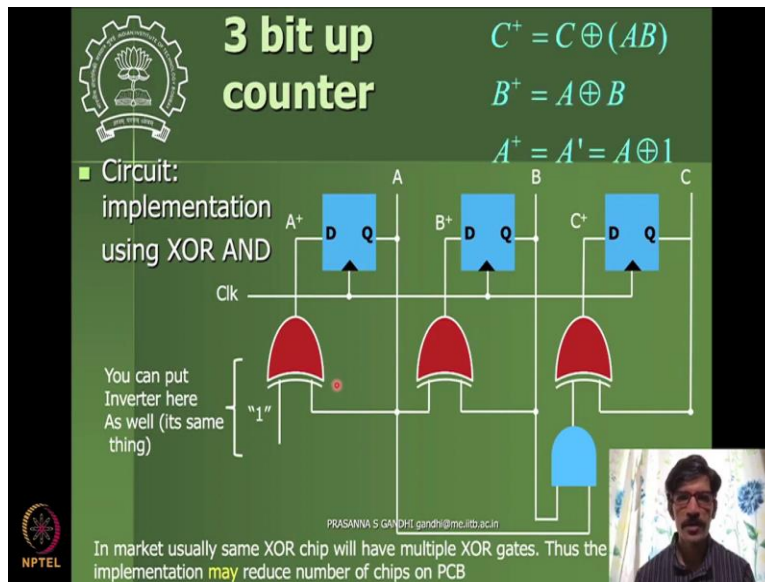 3 bit up
counter
C⁺ = C ⊕ (AB)
B⁺ = A ⊕ B
A⁺ = A' = A ⊕ 1
Circuit:
implementation
using XOR AND
A
B
C
A⁺
B⁺
C⁺
D Q
D Q
D Q
Clk
You can put
Inverter here
As well (its same
thing)
"1"
PRASANNA S GANDHI gandhi@me.iitb.ac.in
In market usually same XOR chip will have multiple XOR gates. Thus the
implementation may reduce number of chips on PCB
NPTEL